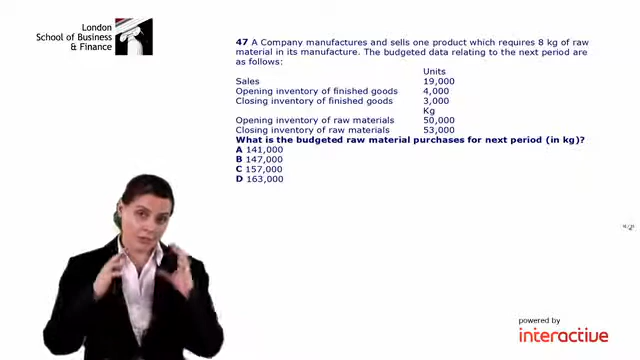 London
School of Business
& Finance
47 A Company manufactures and sells one product which requires 8 kg of raw
material in its manufacture. The budgeted data relating to the next period are
as follows:
Units
Sales 19,000
Opening inventory of finished goods 4,000
Closing inventory of finished goods 3,000
Kg
Opening inventory of raw materials 50,000
Closing inventory of raw materials 53,000
What is the budgeted raw material purchases for next period (in kg)?
A 141,000
B 147,000
C 157,000
D 163,000
powered by
interactive